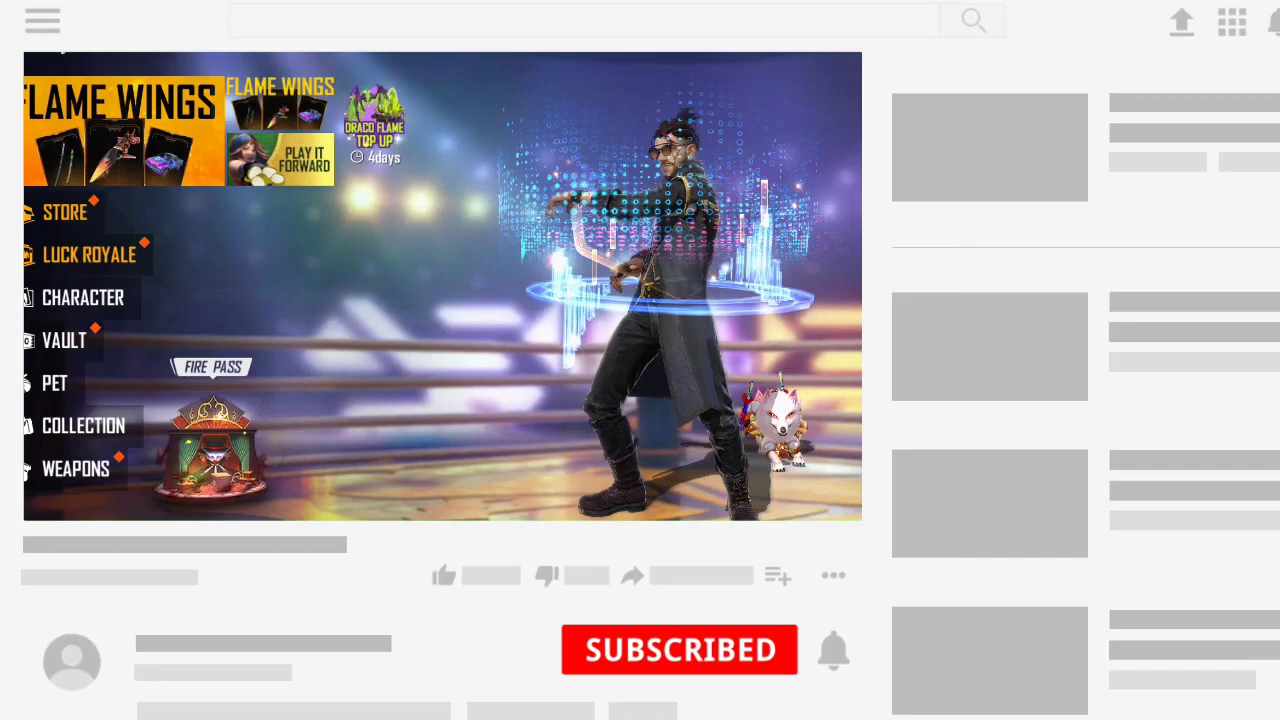 FLAME WINGS
FLAME WINGS
PLAY IT
FORWARD
DRACO FLAME
TOP UP
4days
STORE
LUCK ROYALE
CHARACTER
VAULT
PET
COLLECTION
WEAPONS
FIRE PASS
SUBSCRIBED